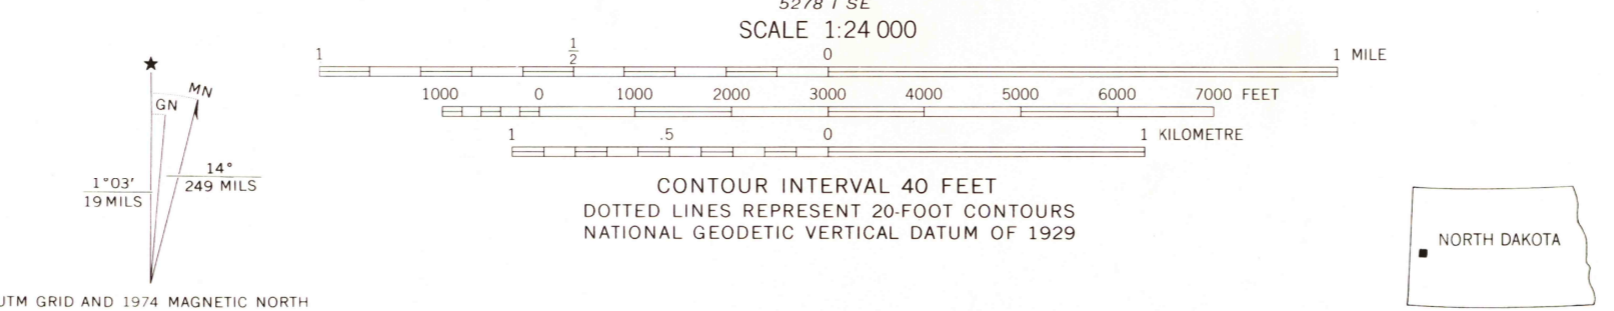 5278 I SE
SCALE 1:24 000
1 1/2 0 1 MILE
1000 0 1000 2000 3000 4000 5000 6000 7000 FEET
1 .5 0 1 KILOMETRE
CONTOUR INTERVAL 40 FEET
DOTTED LINES REPRESENT 20-FOOT CONTOURS
NATIONAL GEODETIC VERTICAL DATUM OF 1929
★
MN
GN
14°
249 MILS
1°03′
19 MILS
UTM GRID AND 1974 MAGNETIC NORTH
NORTH DAKOTA